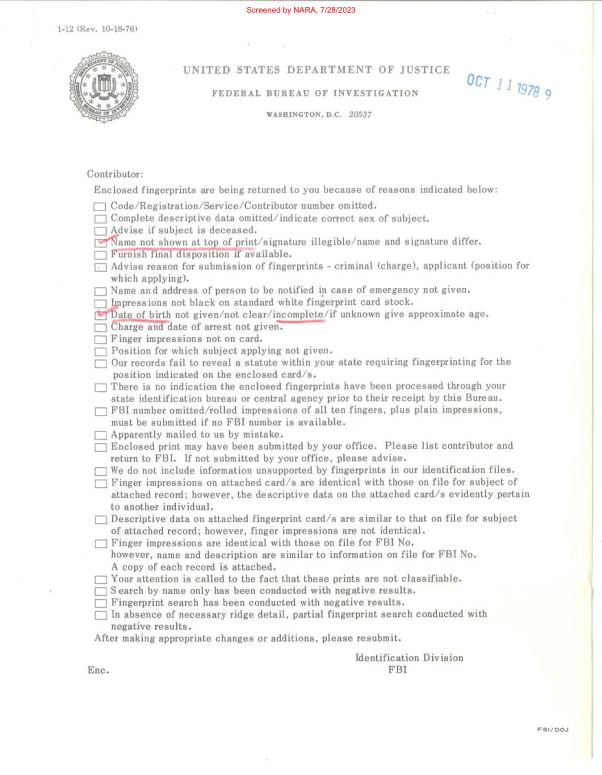 Screened by NARA, 7/28/2023
1-12 (Rev. 10-18-76)
UNITED STATES DEPARTMENT OF JUSTICE
FEDERAL BUREAU OF INVESTIGATION
WASHINGTON, D.C. 20537
OCT 11 1978 9
Contributor:
Enclosed fingerprints are being returned to you because of reasons indicated below:
Code/Registration/Service/Contributor number omitted.
Complete descriptive data omitted/indicate correct sex of subject.
Advise if subject is deceased.
Name not shown at top of print/signature illegible/name and signature differ.
Furnish final disposition if available.
Advise reason for submission of fingerprints - criminal (charge), applicant (position for
which applying).
Name and address of person to be notified in case of emergency not given.
Impressions not black on standard white fingerprint card stock.
Date of birth not given/not clear/incomplete/if unknown give approximate age.
Charge and date of arrest not given.
Finger impressions not on card.
Position for which subject applying not given.
Our records fail to reveal a statute within your state requiring fingerprinting for the
position indicated on the enclosed card/s.
There is no indication the enclosed fingerprints have been processed through your
state identification bureau or central agency prior to their receipt by this Bureau.
FBI number omitted/rolled impressions of all ten fingers, plus plain impressions,
must be submitted if no FBI number is available.
Apparently mailed to us by mistake.
Enclosed print may have been submitted by your office. Please list contributor and
return to FBI. If not submitted by your office, please advise.
We do not include information unsupported by fingerprints in our identification files.
Finger impressions on attached card/s are identical with those on file for subject of
attached record; however, the descriptive data on the attached card/s evidently pertain
to another individual.
Descriptive data on attached fingerprint card/s are similar to that on file for subject
of attached record; however, finger impressions are not identical.
Finger impressions are identical with those on file for FBI No.
however, name and description are similar to information on file for FBI No.
A copy of each record is attached.
Your attention is called to the fact that these prints are not classifiable.
Search by name only has been conducted with negative results.
Fingerprint search has been conducted with negative results.
In absence of necessary ridge detail, partial fingerprint search conducted with
negative results.
After making appropriate changes or additions, please resubmit.
Identification Division
Enc. FBI
FBI/DOJ